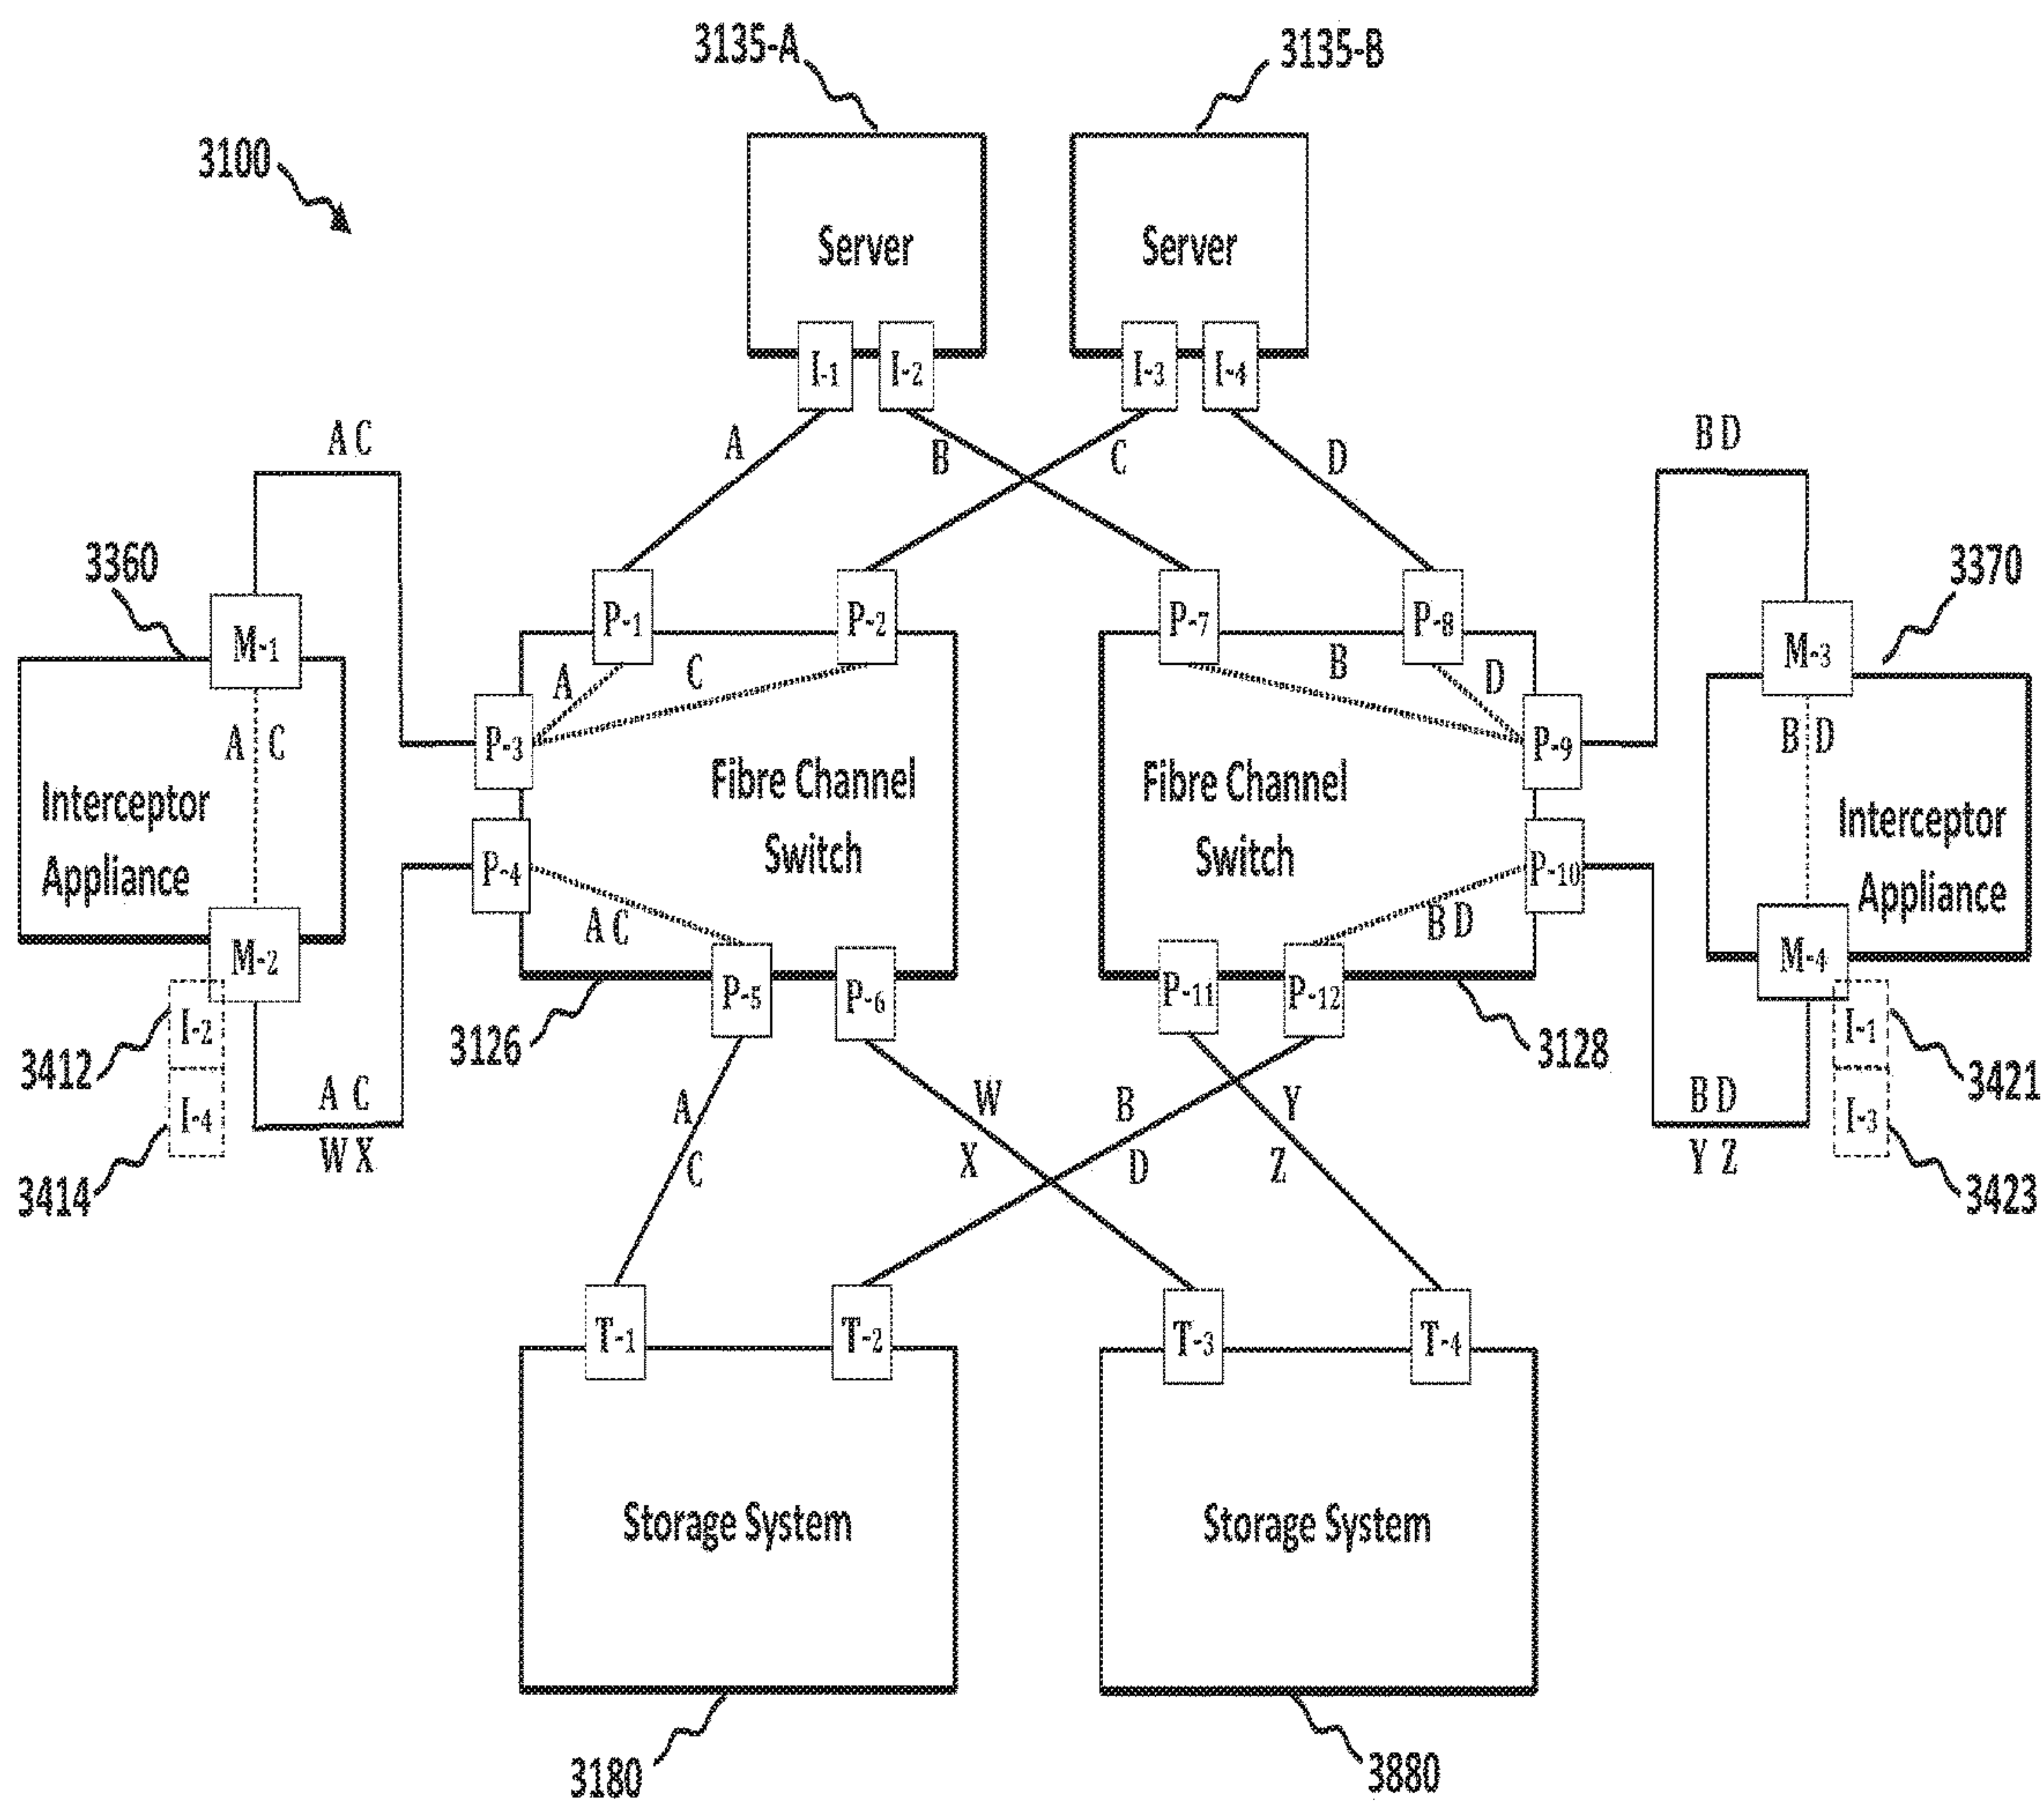 3135-A
3135-B
3100
Server
Server
I-1
I-2
I-3
I-4
A C
A
B
C
D
B D
3360
3370
M-1
P-1
P-2
P-7
P-8
M-3
A
C
B
D
P-3
P-9
A C
B D
Interceptor
Appliance
Fibre Channel
Switch
Fibre Channel
Switch
Interceptor
Appliance
P-4
P-10
A C
B D
M-2
P-5
P-6
P-11
P-12
M-4
I-2
I-4
3412
3414
3126
3128
I-1
I-3
3421
3423
A C
W X
A
C
W
X
B
D
Y
Z
B D
Y Z
T-1
T-2
T-3
T-4
Storage System
Storage System
3180
3880